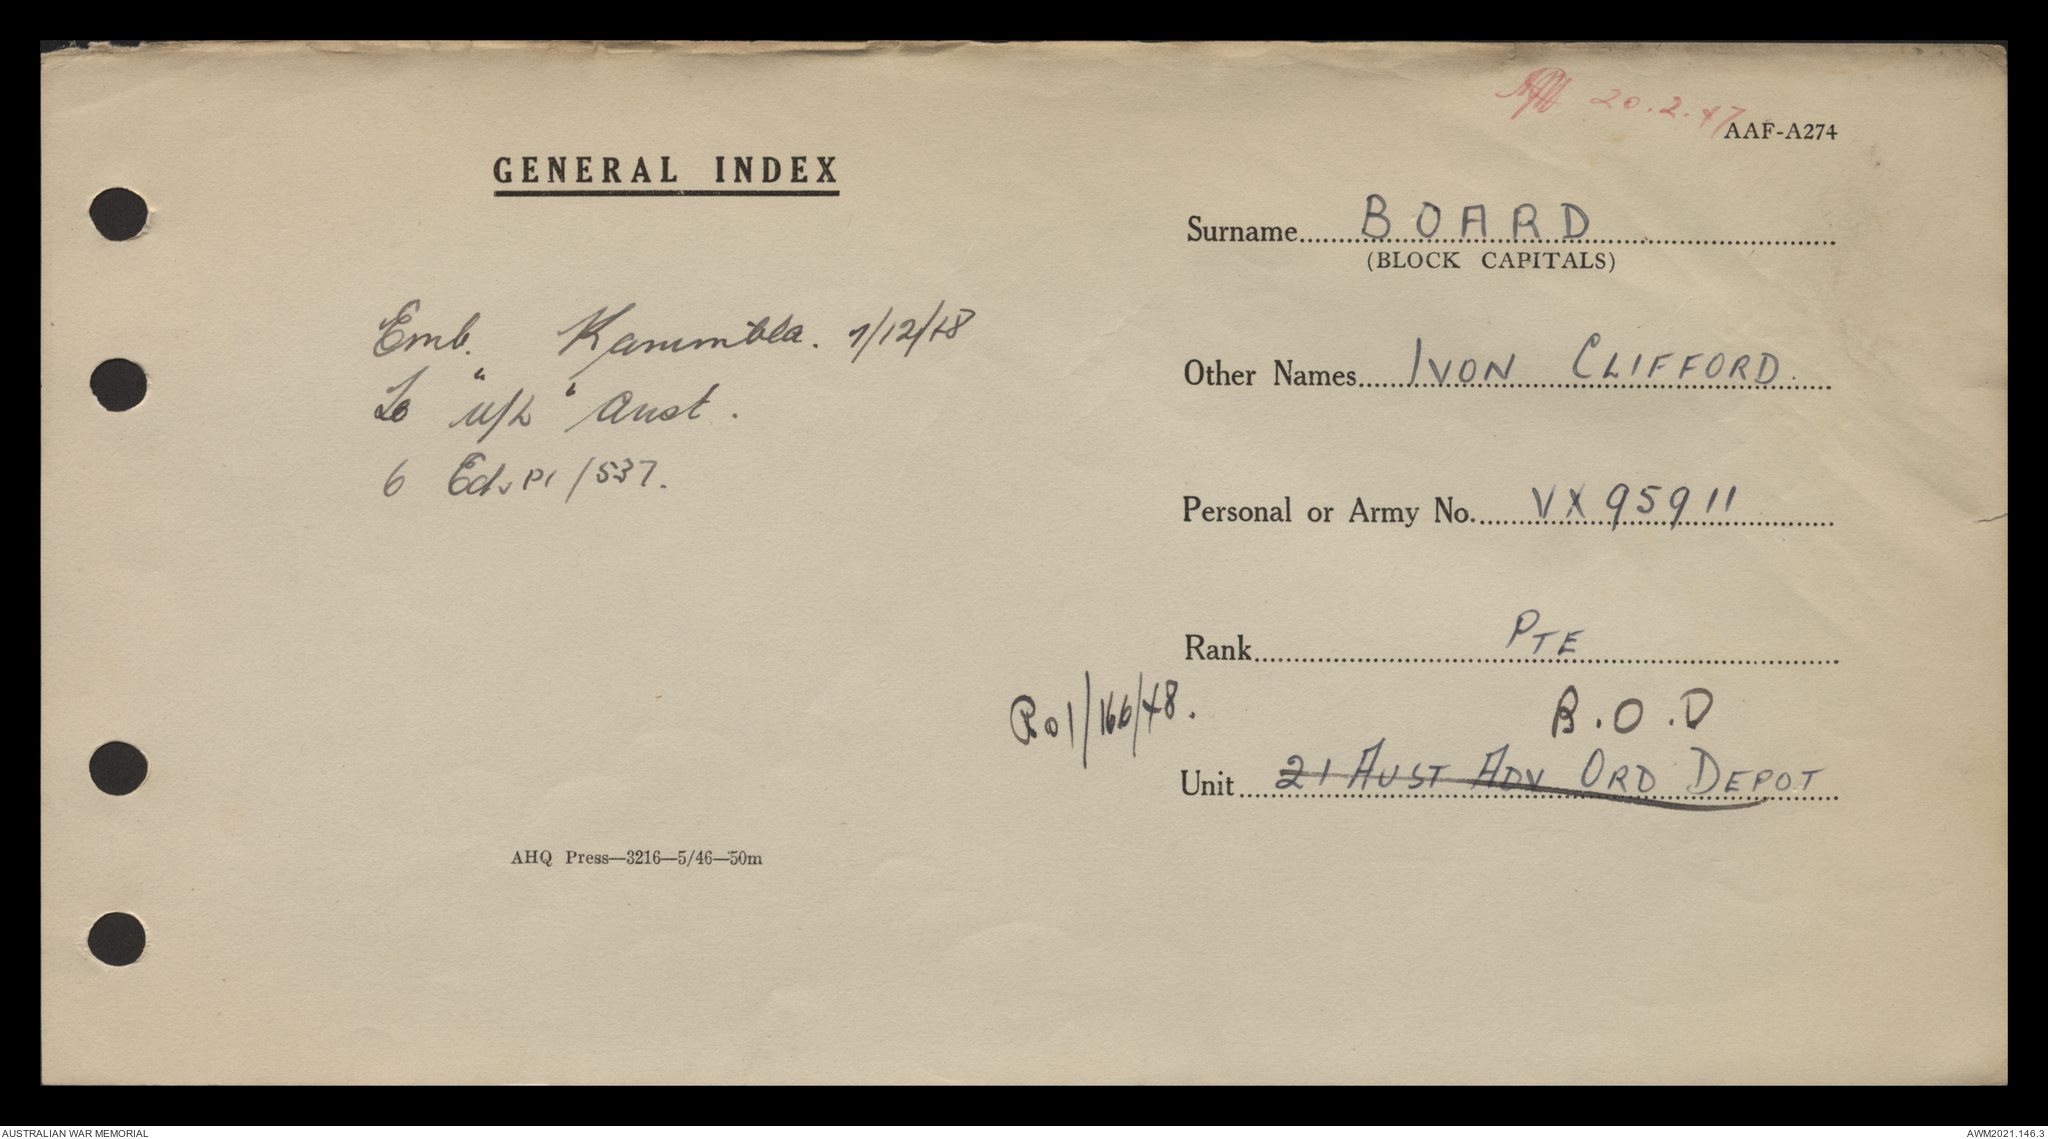 20.2.47
AAF-A274
GENERAL INDEX
Surname BOARD
(BLOCK CAPITALS)
Emb. Kanimbla. 7/12/48
To "u/k" Aust.
6 Ed. Pl/537.
Other Names IVON CLIFFORD
Personal or Army No. VX95911
Rank PTE
Ro1/166/48.
B.O.D
Unit 21 AUST ADV ORD DEPOT
AHQ Press—3216—5/46—50m
AUSTRALIAN WAR MEMORIAL
AWM2021.146.3